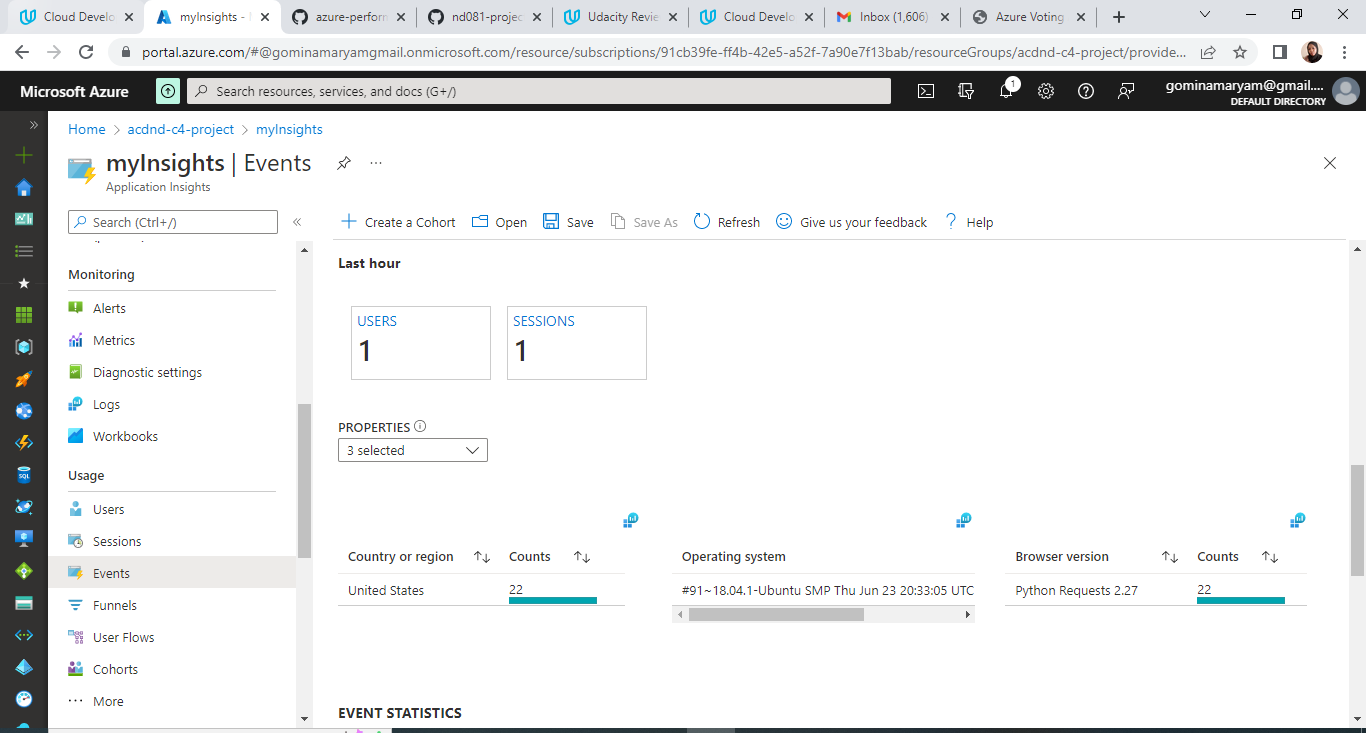 Cloud Develo
myInsights -
azure-perforn
nd081-projec
Udacity Revie
Cloud Develo
Inbox (1,606)
Azure Voting
portal.azure.com/#@gominamaryamgmail.onmicrosoft.com/resource/subscriptions/91cb39fe-ff4b-42e5-a52f-7a90e7f13bab/resourceGroups/acdnd-c4-project/provide...
Microsoft Azure
Search resources, services, and docs (G+/)
1
gominamaryam@gmail....
DEFAULT DIRECTORY
Home > acdnd-c4-project > myInsights
myInsights | Events
Application Insights
Search (Ctrl+/)
Create a Cohort
Open
Save
Save As
Refresh
Give us your feedback
Help
Monitoring
Alerts
Metrics
Diagnostic settings
Logs
Workbooks
Usage
Users
Sessions
Events
Funnels
User Flows
Cohorts
More
Last hour
USERS
1
SESSIONS
1
PROPERTIES
3 selected
Country or region Counts
United States 22
Operating system
#91~18.04.1-Ubuntu SMP Thu Jun 23 20:33:05 UTC
Browser version Counts
Python Requests 2.27 22
EVENT STATISTICS